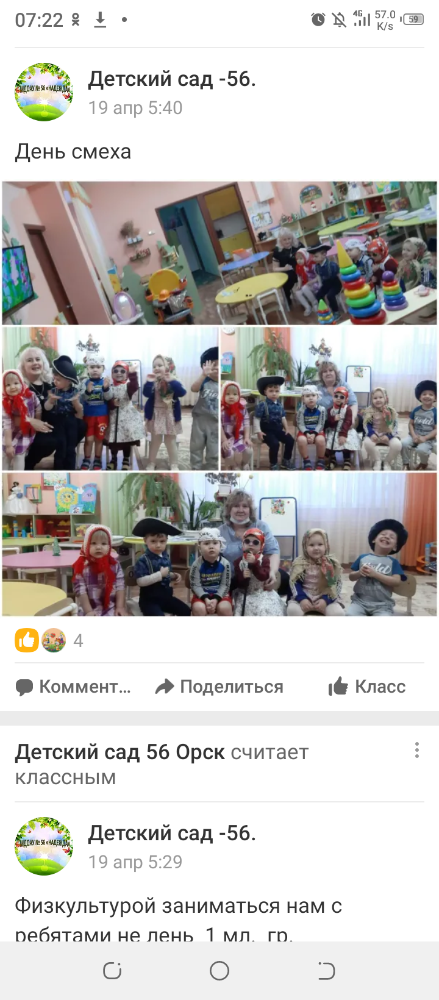 07:22
4G
57.0
K/s
59
МДОАУ № 56 «НАДЕЖДА»
Детский сад -56.
19 апр 5:40
День смеха
4
Коммент...
Поделиться
Класс
Детский сад 56 Орск считает
классным
МДОАУ № 56 «НАДЕЖДА»
Детский сад -56.
19 апр 5:29
Физкультурой заниматься нам с
ребятами не лень 1 мл. гр.